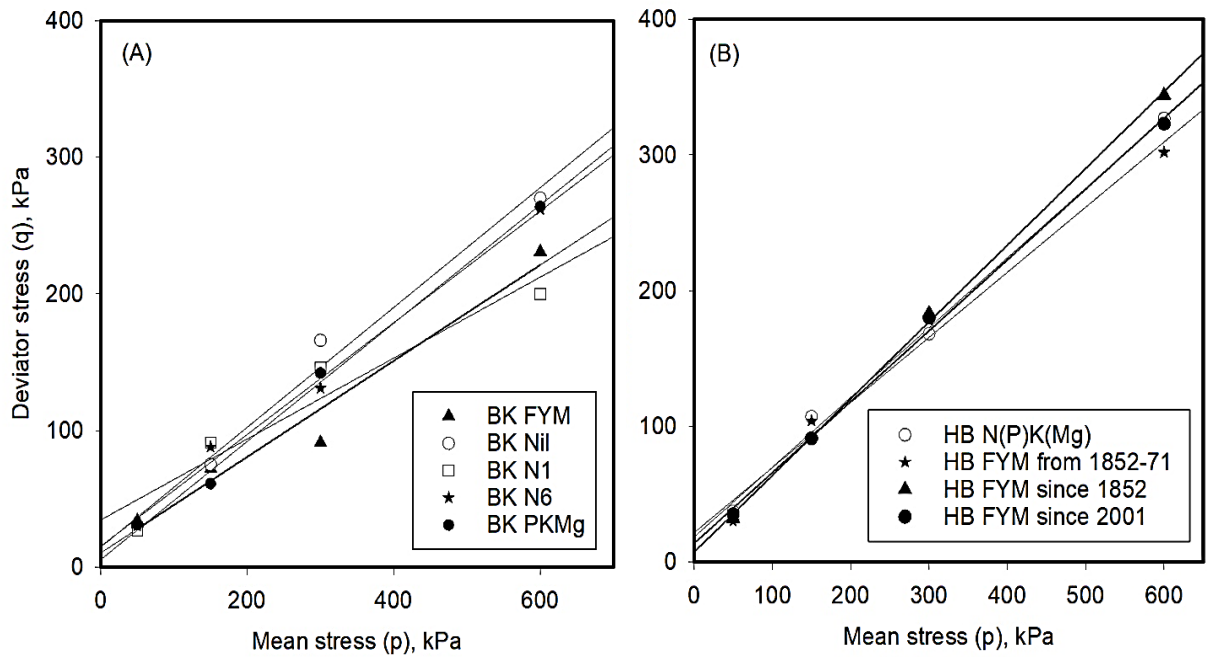 (A)
Deviator stress (q), kPa
400
300
200
100
0
BK FYM
BK Nil
BK N1
BK N6
BK PKMg
0 200 400 600
Mean stress (p), kPa
(B)
400
300
200
100
0
HB N(P)K(Mg)
HB FYM from 1852-71
HB FYM since 1852
HB FYM since 2001
0 100 200 300 400 500 600
Mean stress (p), kPa